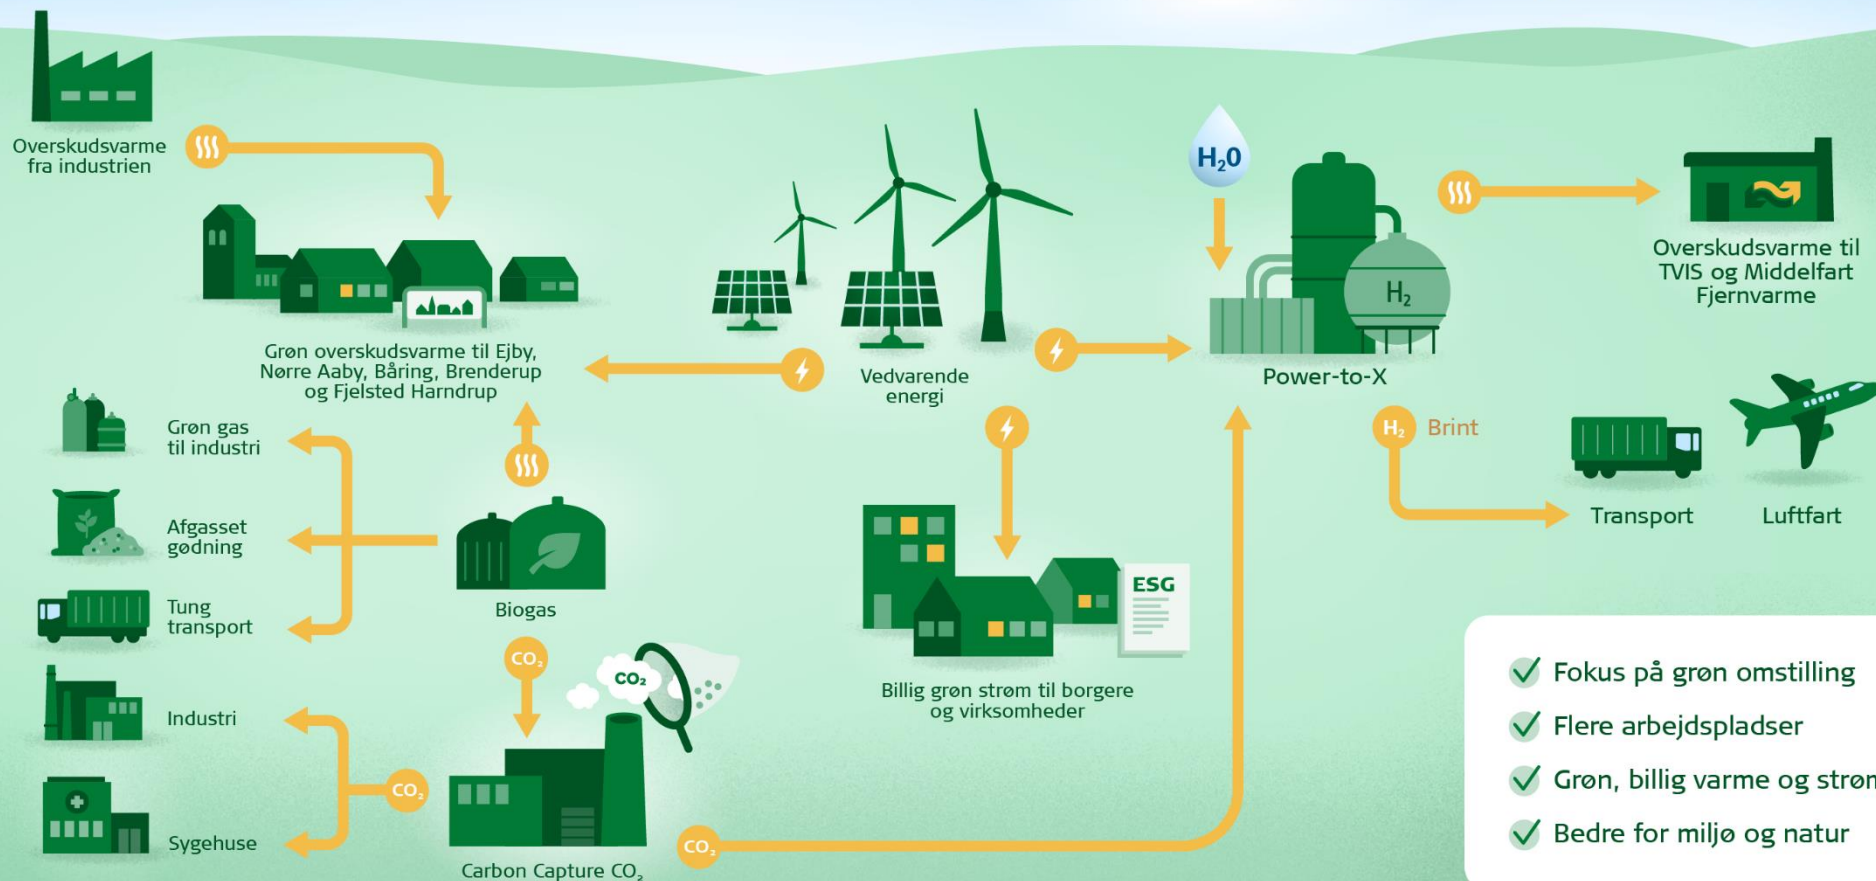 Overskudsvarme
fra industrien
Grøn overskudsvarme til Ejby,
Nørre Aaby, Båring, Brenderup
og Fjelsted Harndrup
Vedvarende
energi
H₂0
H₂
Power-to-X
Overskudsvarme til
TVIS og Middelfart
Fjernvarme
H₂ Brint
Transport
Luftfart
Grøn gas
til industri
Afgasset
gødning
Tung
transport
Biogas
CO₂
CO₂
Industri
Sygehuse
CO₂
Carbon Capture CO₂
CO₂
ESG
Billig grøn strøm til borgere
og virksomheder
Fokus på grøn omstilling
Flere arbejdspladser
Grøn, billig varme og strøm
Bedre for miljø og natur